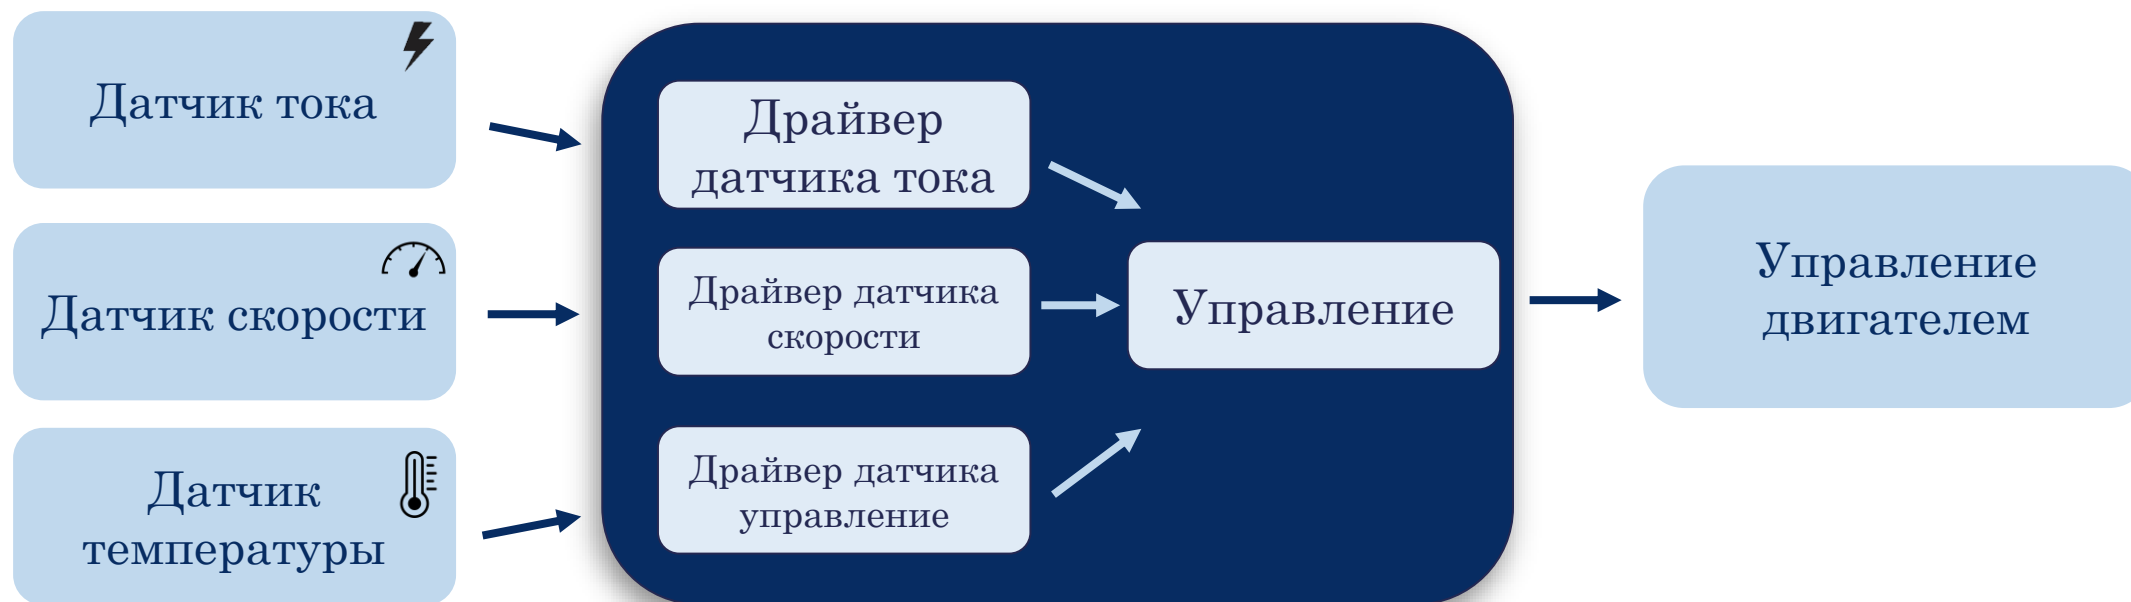 Датчик тока
Датчик скорости
Датчик
температуры
Драйвер
датчика тока
Драйвер датчика
скорости
Драйвер датчика
управление
Управление
Управление
двигателем